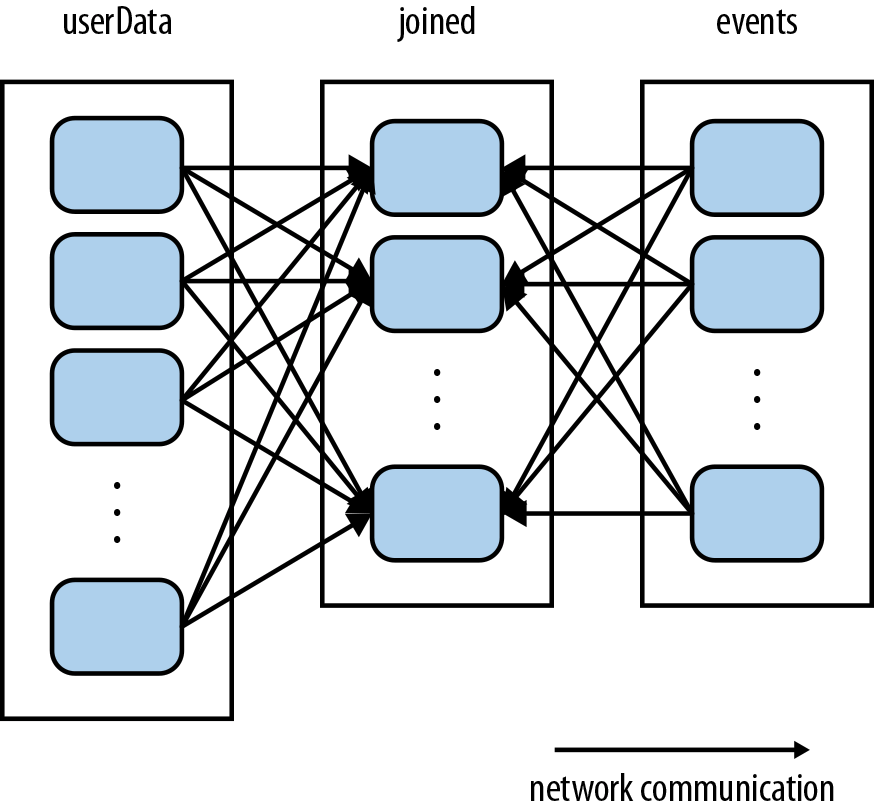 userData
joined
events
network communication